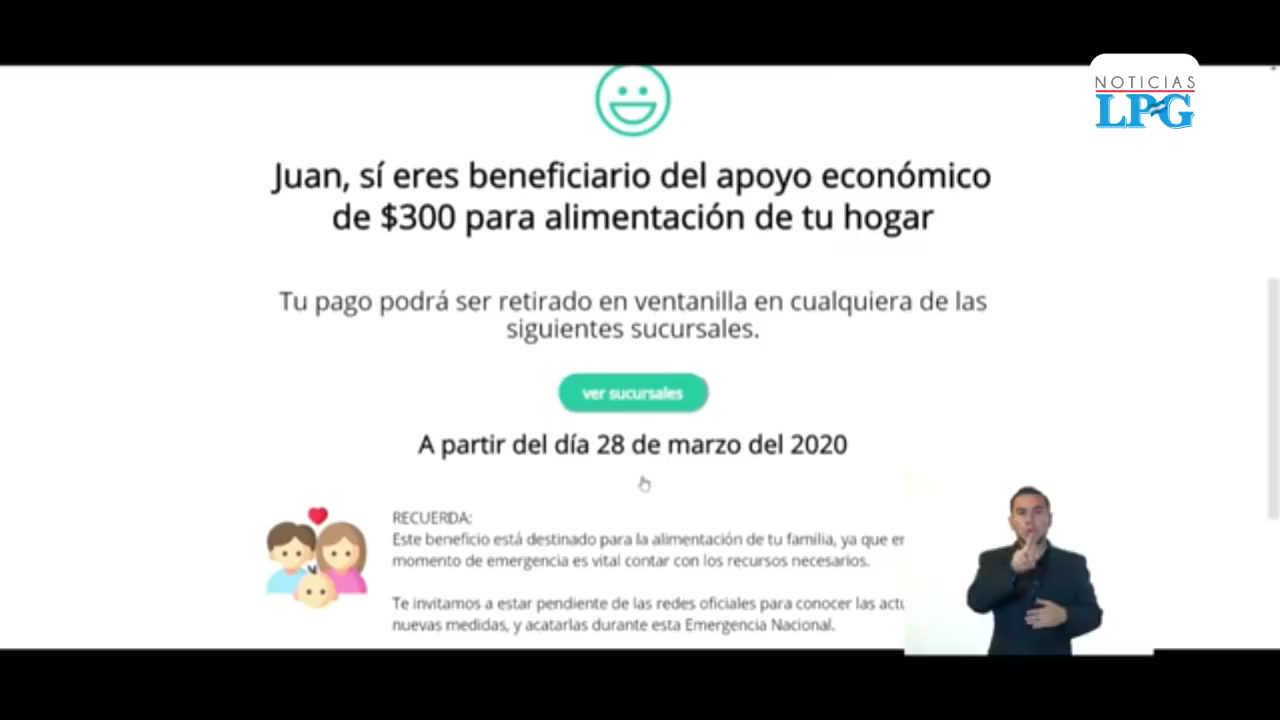 NOTICIAS
LPG
Juan, sí eres beneficiario del apoyo económico
de $300 para alimentación de tu hogar
Tu pago podrá ser retirado en ventanilla en cualquiera de las
siguientes sucursales.
ver sucursales
A partir del día 28 de marzo del 2020
RECUERDA:
Este beneficio está destinado para la alimentación de tu familia, ya que
momento de emergencia es vital contar con los recursos necesarios.
Te invitamos a estar pendiente de las redes oficiales para conocer las
nuevas medidas, y acatarlas durante esta Emergencia Nacional.